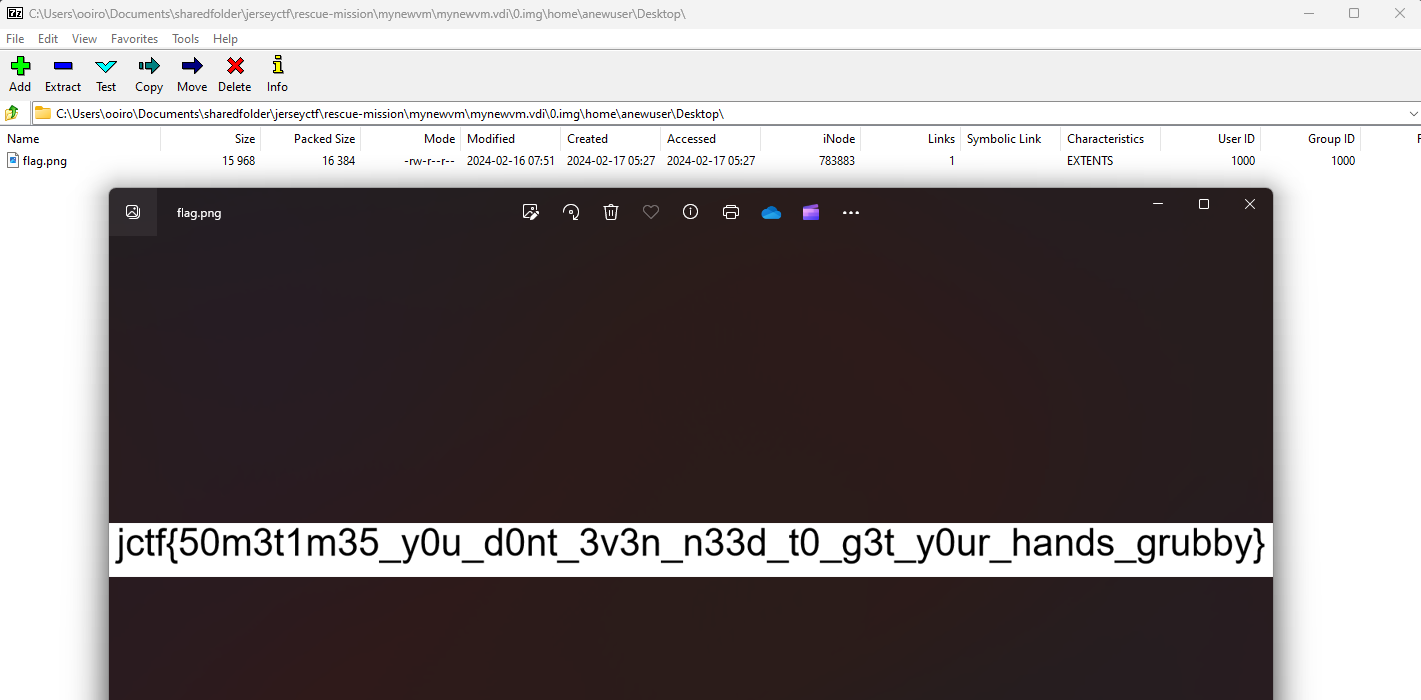 C:\Users\ooiro\Documents\sharedfolder\jerseyctf\rescue-mission\mynewvm\mynewvm.vdi\0.img\home\anewuser\Desktop\
File Edit View Favorites Tools Help
Add Extract Test Copy Move Delete Info
C:\Users\ooiro\Documents\sharedfolder\jerseyctf\rescue-mission\mynewvm\mynewvm.vdi\0.img\home\anewuser\Desktop\
Name Size Packed Size Mode Modified Created Accessed iNode Links Symbolic Link Characteristics User ID Group ID F
flag.png 15 968 16 384 -rw-r--r-- 2024-02-16 07:51 2024-02-17 05:27 2024-02-17 05:27 783883 1 EXTENTS 1000 1000
flag.png
jctf{50m3t1m35_y0u_d0nt_3v3n_n33d_t0_g3t_y0ur_hands_grubby}